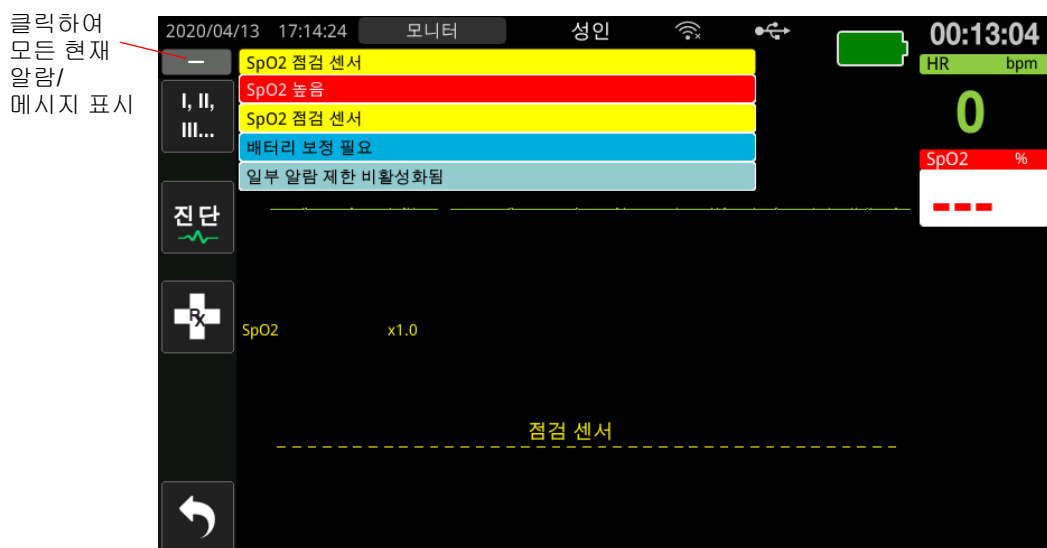 클릭하여
모든 현재
알람/
메시지 표시
2020/04/13 17:14:24 모니터 성인 00:13:04
SpO2 점검 센서
SpO2 높음
SpO2 점검 센서
배터리 보정 필요
일부 알람 제한 비활성화됨
HR bpm
0
SpO2 %
---
I, II,
III...
진단
Rx
SpO2 x1.0
점검 센서